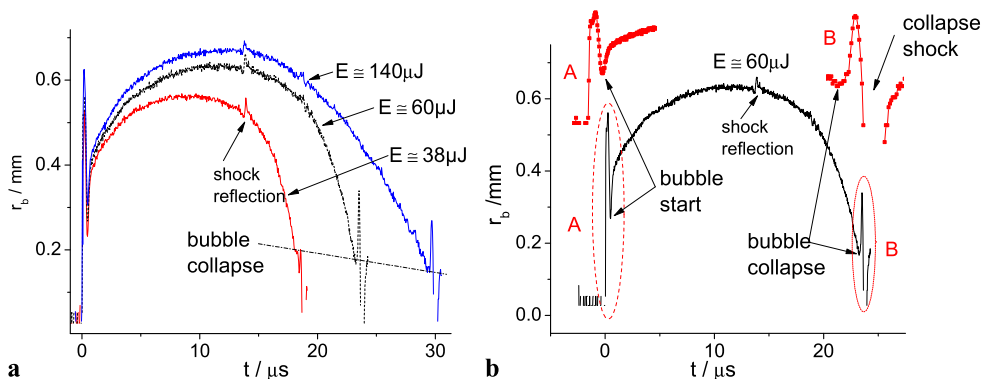 a
r_b / mm
0.6
0.4
0.2
0
10
20
30
t / μs
E ≅ 140μJ
E ≅ 60μJ
E ≅ 38μJ
shock
reflection
bubble
collapse
b
r_b /mm
0.6
0.4
0.2
0.0
0
10
20
t / μs
A
A
B
B
collapse
shock
E ≅ 60μJ
shock
reflection
bubble
start
bubble
collapse